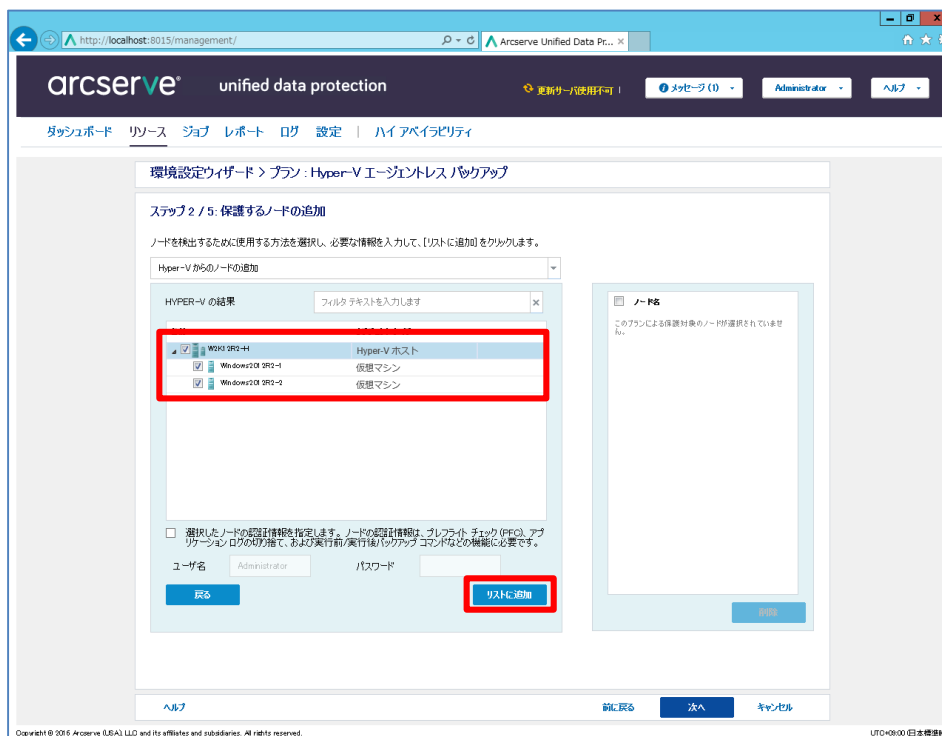 http://localhost:8015/management/
Arcserve Unified Data Pr...
arcserve® unified data protection
更新サーバ使用不可 |
メッセージ (1)
Administrator
ヘルプ
ダッシュボード リソース ジョブ レポート ログ 設定 | ハイ アベイラビリティ
環境設定ウィザード > プラン : Hyper-V エージェントレス バックアップ
ステップ 2 / 5: 保護するノードの追加
ノードを検出するために使用する方法を選択し、必要な情報を入力して、[リストに追加] をクリックします。
Hyper-V からのノードの追加
HYPER-V の結果
フィルタ テキストを入力します
W2K12R2-H Hyper-V ホスト
Windows2012R2-1 仮想マシン
Windows2012R2-2 仮想マシン
ノード名
このプランによる保護対象のノードが選択されていません。
選択したノードの認証情報を指定します。ノードの認証情報は、プレフライト チェック (PFC)、アプ
リケーション ログの切り捨て、および実行前/実行後バックアップ コマンドなどの機能に必要です。
ユーザ名 Administrator パスワード
戻る リストに追加
削除
ヘルプ 前に戻る 次へ キャンセル
Copyright © 2016 Arcserve (USA), LLC and its affiliates and subsidiaries. All rights reserved.
UTC+09:00 (日本標準時